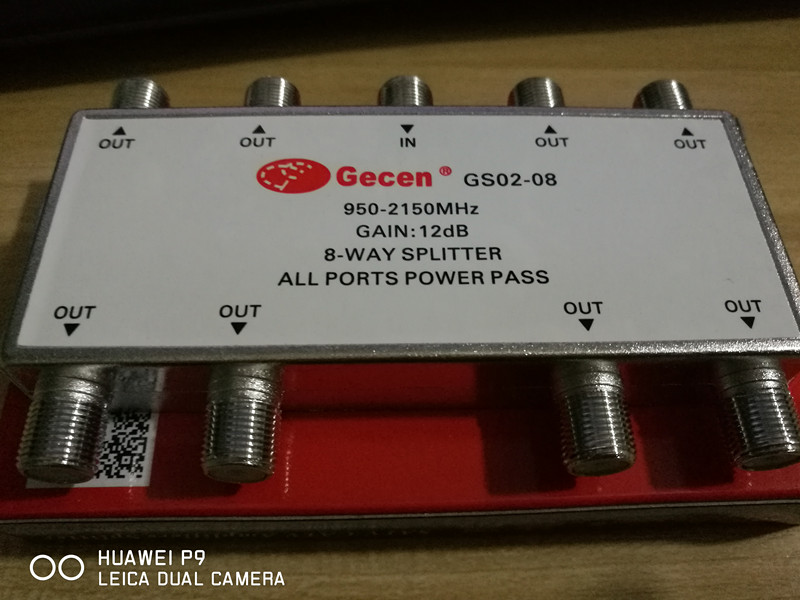 OUT OUT IN OUT OUT
Gecen® GS02-08
950-2150MHz
GAIN:12dB
8-WAY SPLITTER
ALL PORTS POWER PASS
OUT OUT OUT OUT
HUAWEI P9
LEICA DUAL CAMERA